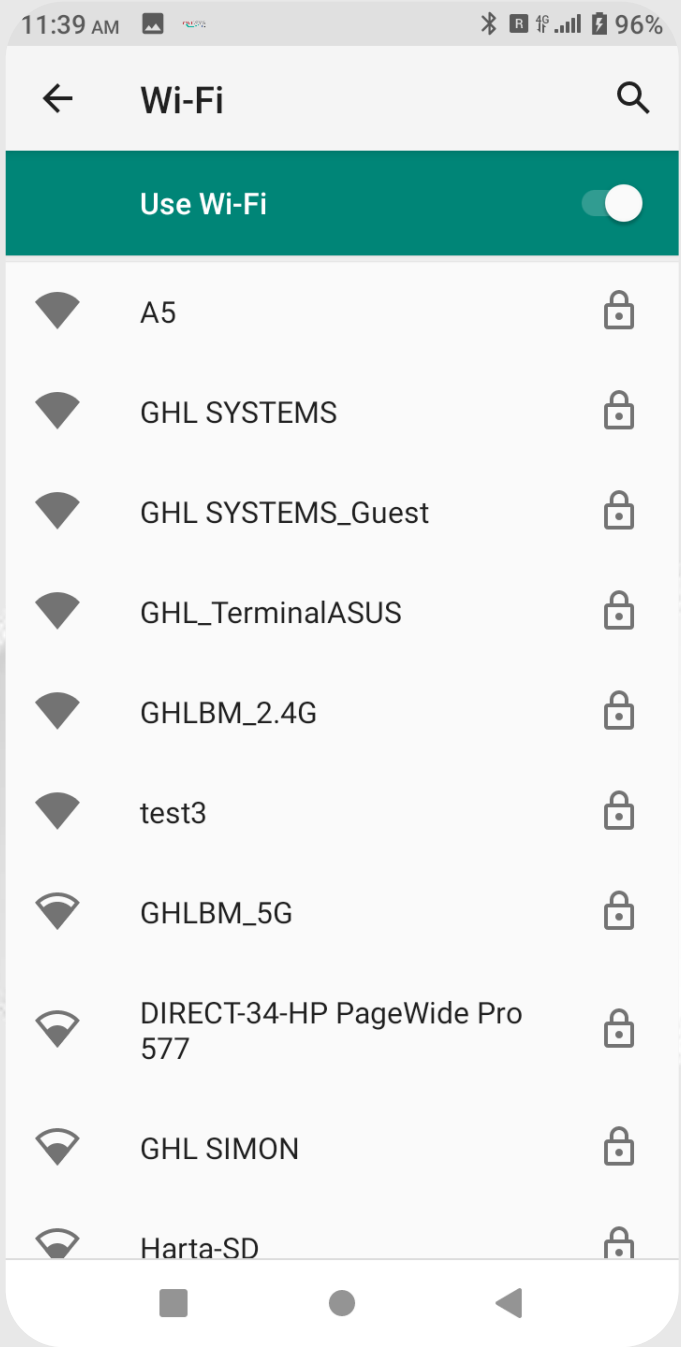 11:39 AM R 4G 96%
Wi-Fi
Use Wi-Fi
A5
GHL SYSTEMS
GHL SYSTEMS_Guest
GHL_TerminalASUS
GHLBM_2.4G
test3
GHLBM_5G
DIRECT-34-HP PageWide Pro
577
GHL SIMON
Harta-SD